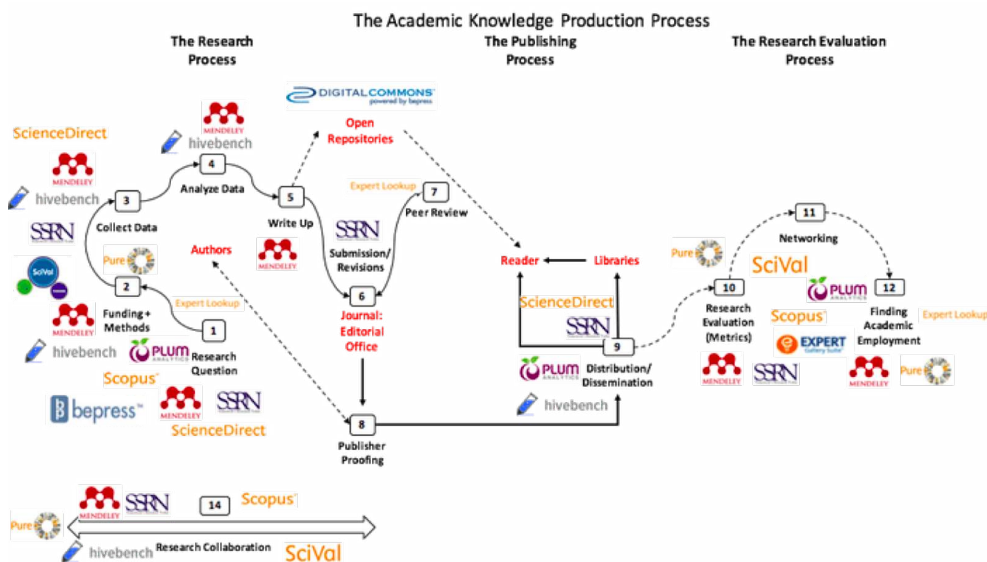 The Academic Knowledge Production Process
The Research
Process
The Publishing
Process
The Research Evaluation
Process
DIGITALCOMMONS
powered by bepress
Open
Repositories
ScienceDirect
MENDELEY
hivebench
MENDELEY
hivebench
4
Analyze Data
3
Collect Data
5
Write Up
Expert Lookup
7
Peer Review
SSRN
SSRN
Submission/
Revisions
Authors
MENDELEY
Pure
SciVal
2
Funding +
Methods
Expert Lookup
1
Research
Question
MENDELEY
hivebench
PLUM
ANALYTICS
Scopus
bepress™
MENDELEY
SSRN
ScienceDirect
6
Journal:
Editorial
Office
8
Publisher
Proofing
Reader
Libraries
ScienceDirect
SSRN
9
Distribution/
Dissemination
PLUM
ANALYTICS
hivebench
11
Networking
Pure
SciVal
10
Research
Evaluation
(Metrics)
PLUM
ANALYTICS
12
Finding
Academic
Employment
Scopus
EXPERT
Gallery Suite
Expert Lookup
MENDELEY
SSRN
MENDELEY
Pure
MENDELEY
SSRN
14
Scopus
Pure
hivebench
Research Collaboration
SciVal